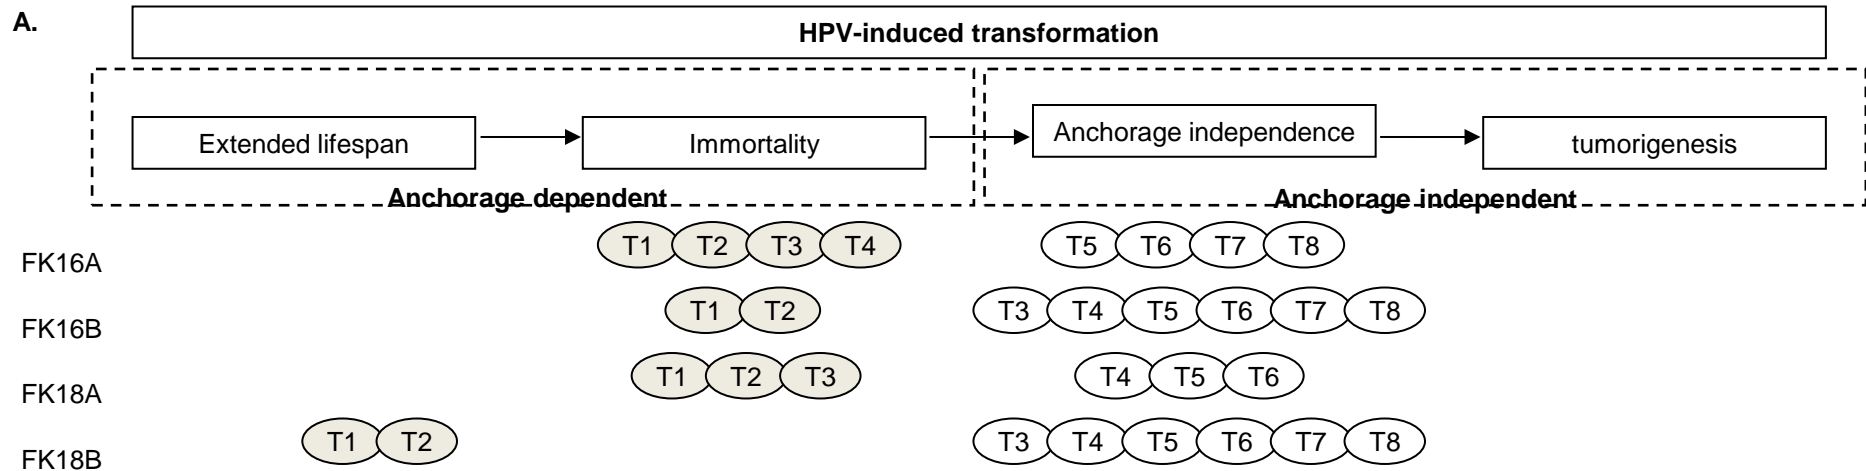 A.
HPV-induced transformation
Extended lifespan
Immortality
Anchorage independence
tumorigenesis
Anchorage dependent
Anchorage independent
FK16A T1 T2 T3 T4 T5 T6 T7 T8
FK16B T1 T2 T3 T4 T5 T6 T7 T8
FK18A T1 T2 T3 T4 T5 T6
FK18B T1 T2 T3 T4 T5 T6 T7 T8